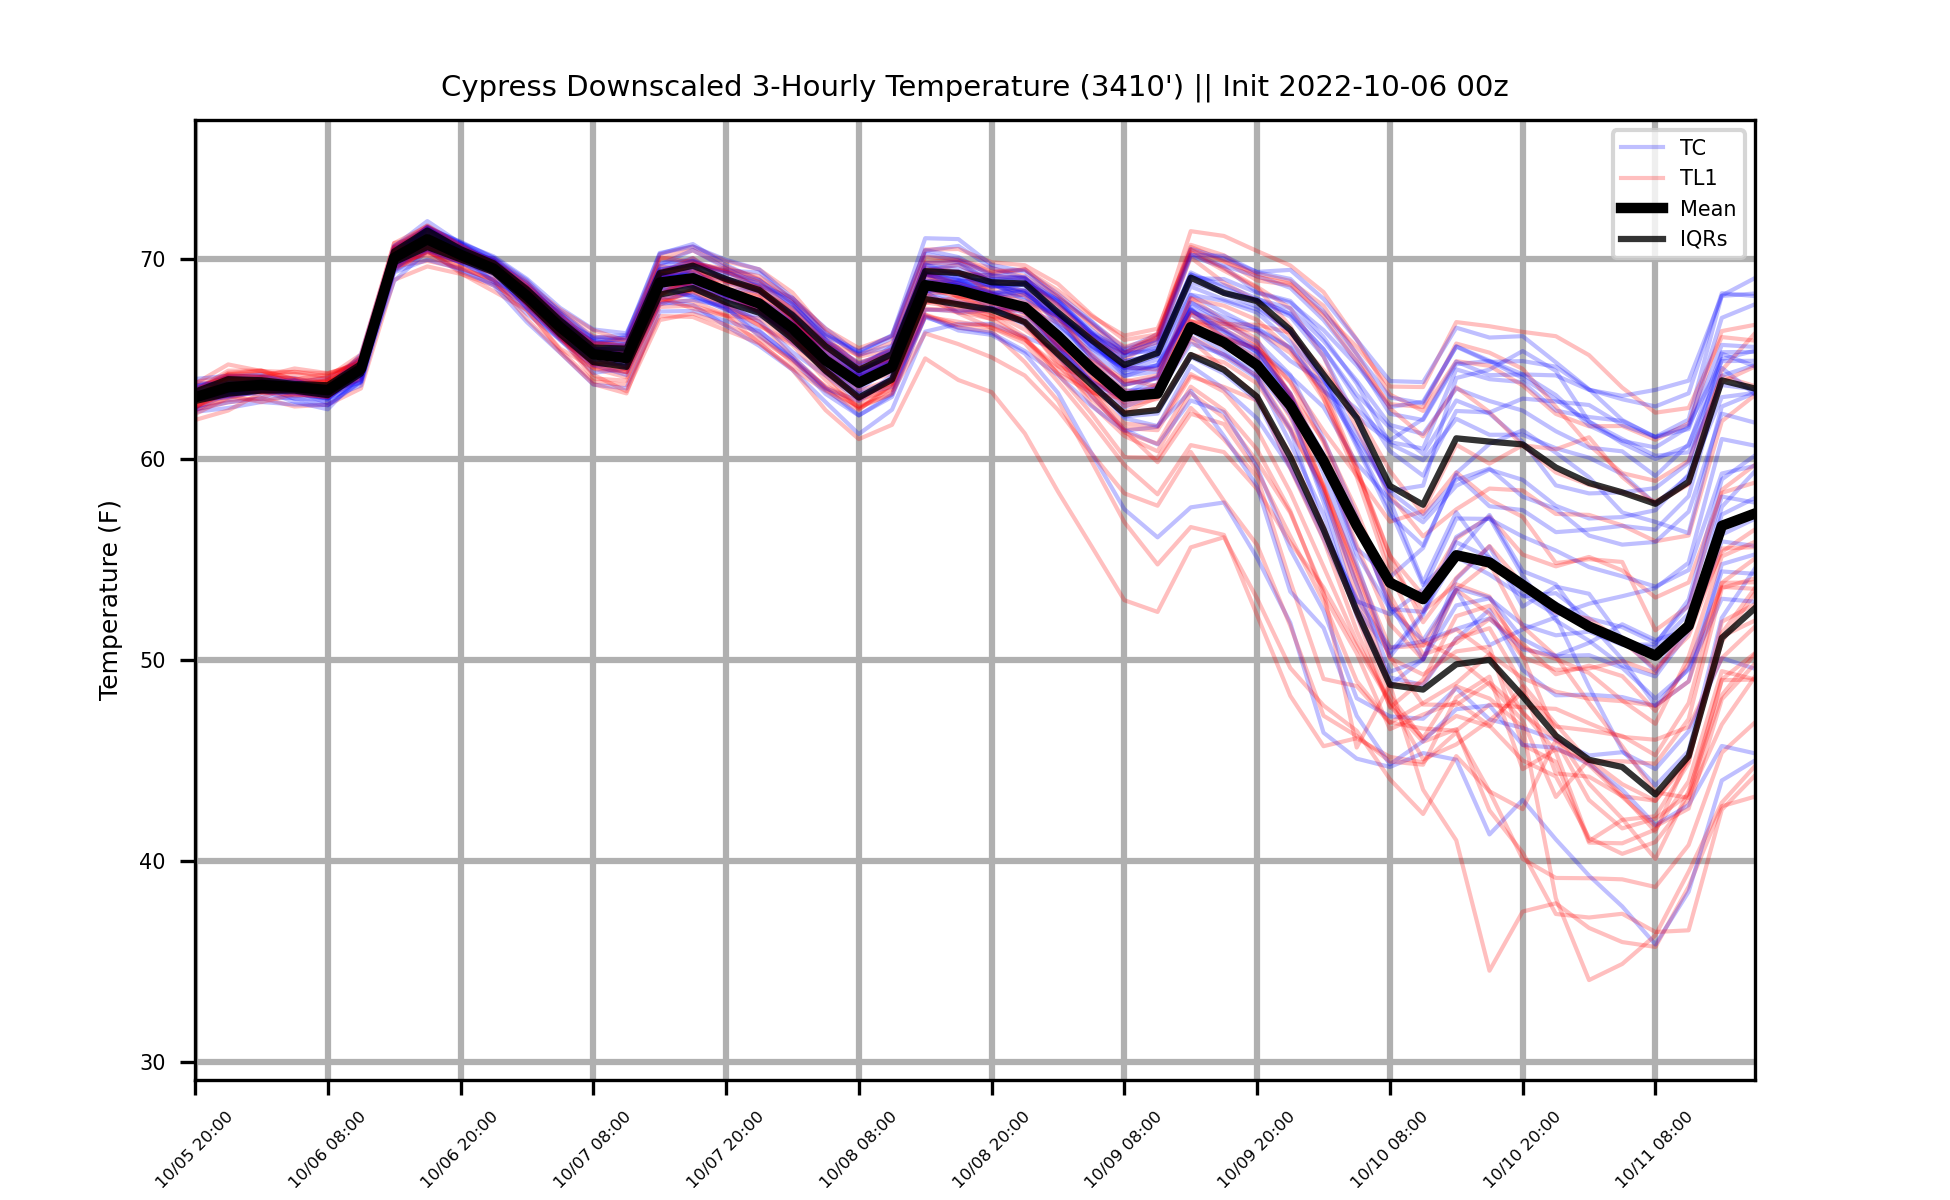 Cypress Downscaled 3-Hourly Temperature (3410') || Init 2022-10-06 00z
TC
TL1
Mean
IQRs
Temperature (F)
70
60
50
40
30
10/05 20:00
10/06 08:00
10/06 20:00
10/07 08:00
10/07 20:00
10/08 08:00
10/08 20:00
10/09 08:00
10/09 20:00
10/10 08:00
10/10 20:00
10/11 08:00